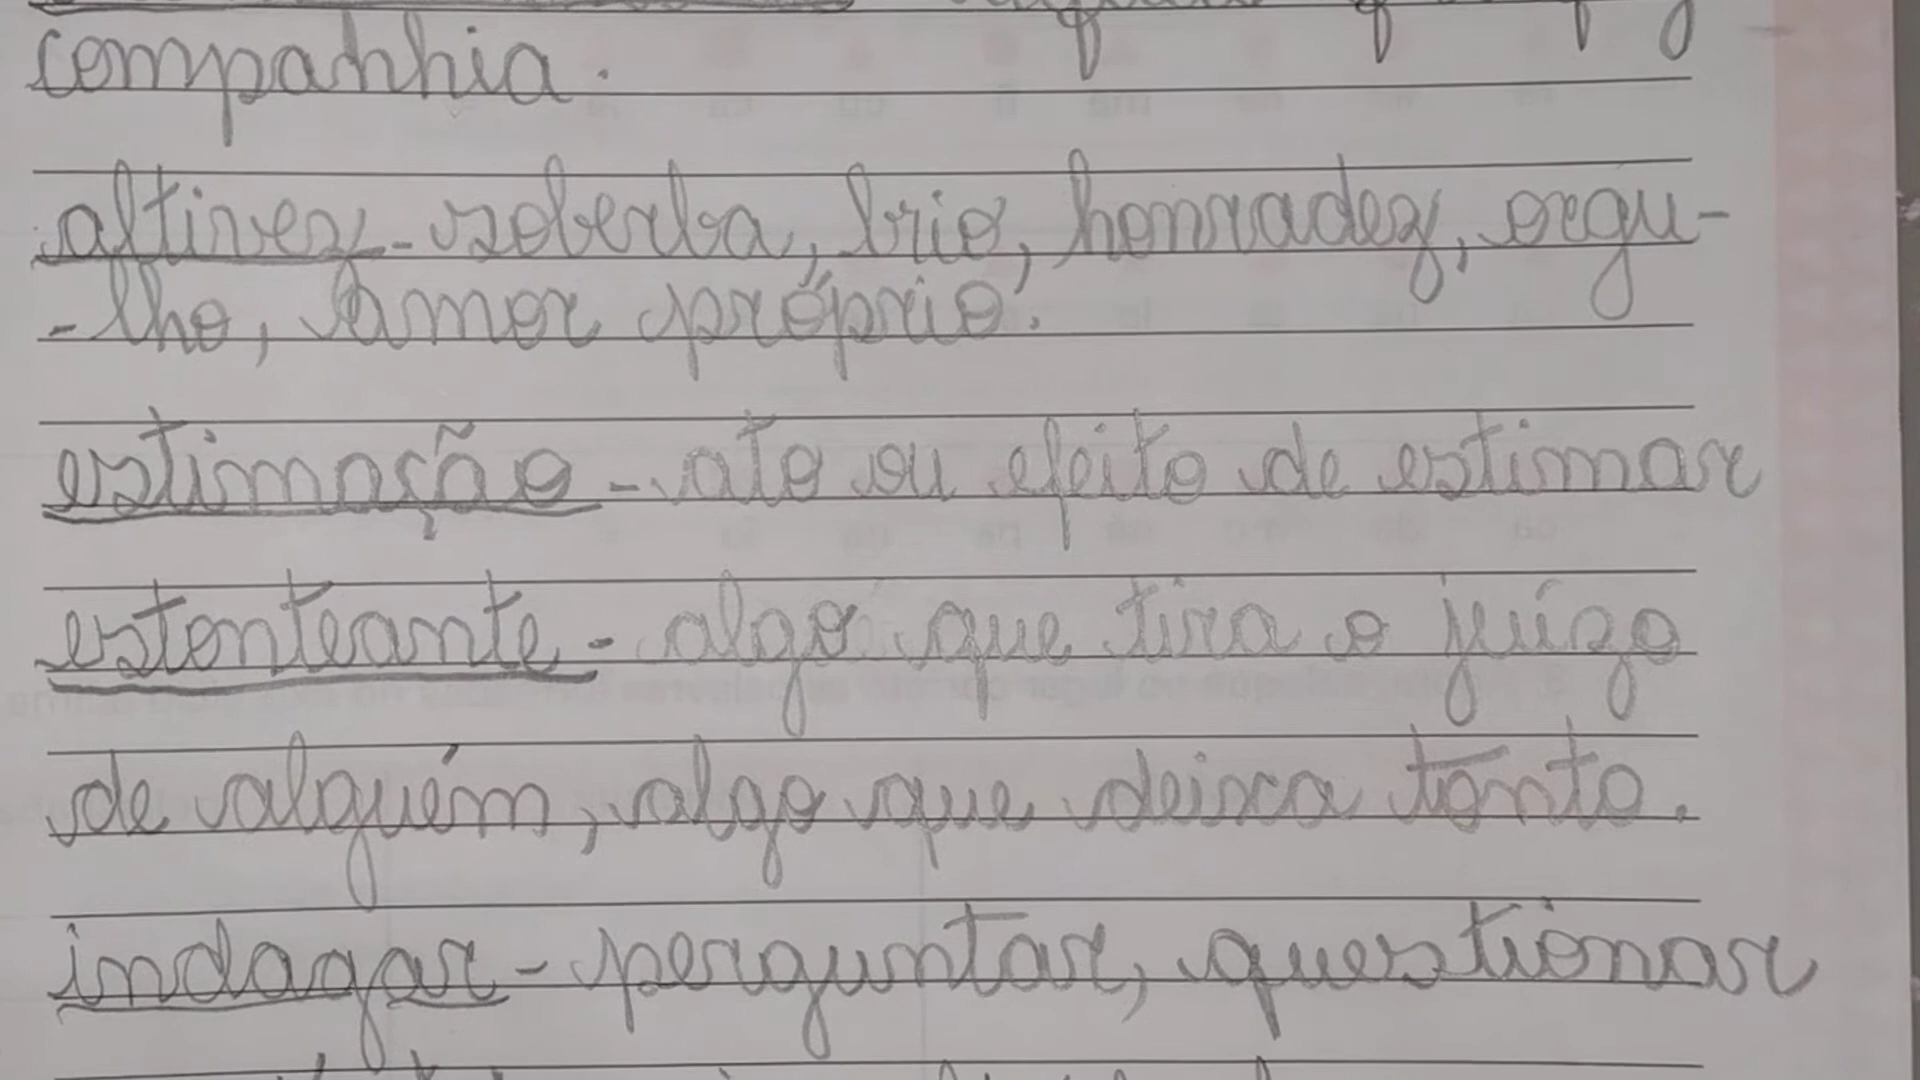 companhia.
altivez - soberba, brio, honradez, orgu-
-lho, amor próprio.
estimação - ato ou efeito de estimar
estonteante - algo que tira o juízo
de alguém, algo que deixa tonto.
indagar - perguntar, questionar